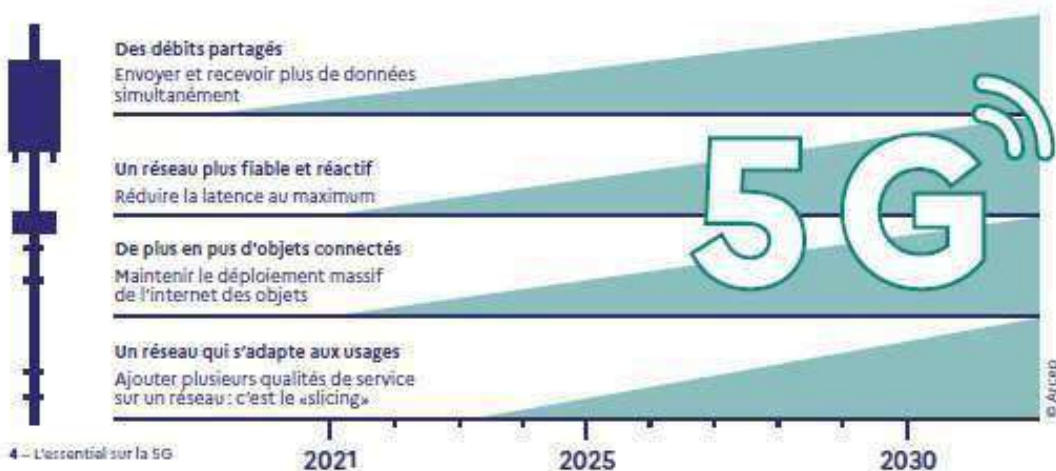 Des débits partagés
Envoyer et recevoir plus de données
simultanément
Un réseau plus fiable et réactif
Réduire la latence au maximum
De plus en pus d'objets connectés
Maintenir le déploiement massif
de l'internet des objets
Un réseau qui s'adapte aux usages
Ajouter plusieurs qualités de service
sur un réseau : c'est le «slicing»
5G
© Arcep
4 – L'essentiel sur la 5G
2021 2025 2030